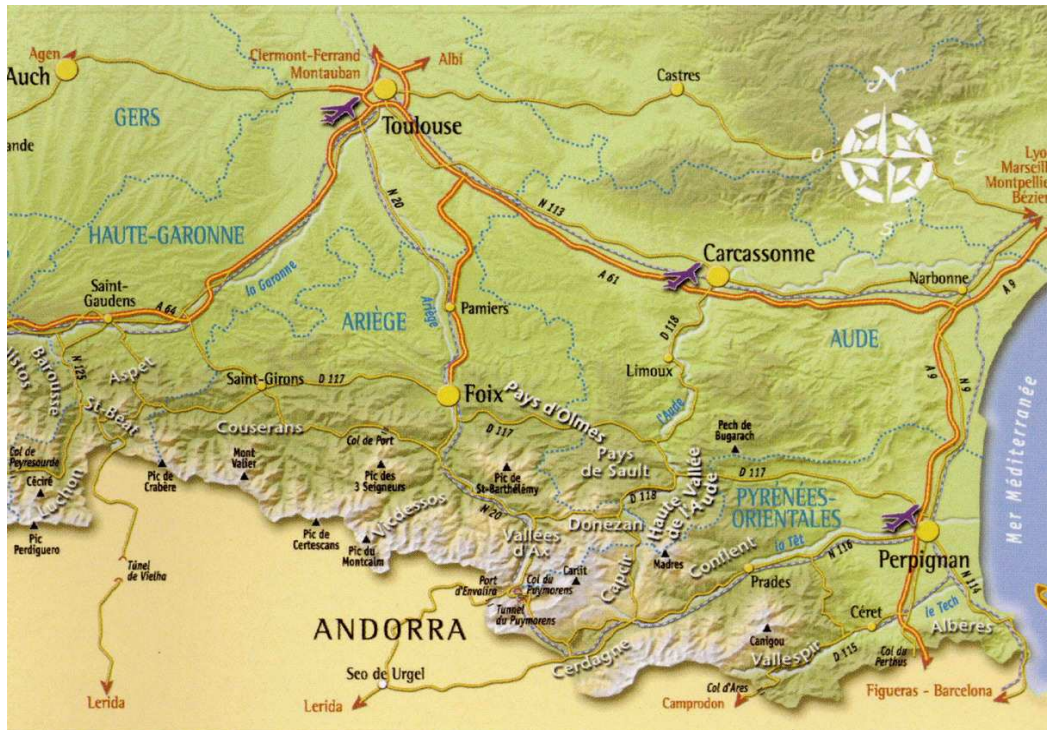 Agen
Auch
Clermont-Ferrand
Montauban
Albi
Castres
N
O
E
S
GERS
ande
Toulouse
Lyo
Marseill
Montpellie
Bézier
N 20
N 113
HAUTE-GARONNE
la Garonne
Carcassonne
A 61
Narbonne
A 9
Saint-
Gaudens
A 64
ARIÈGE
Ariège
Pamiers
D 118
AUDE
Limoux
A 9
N 9
Mer Méditerranée
Barousse
N 125
Aspet
Saint-Girons
D 117
Foix
Pays d'Olmes
l'Aude
St-Béat
Couserans
Col de Port
D 117
Pays
de Sault
Pech de
Bugarach
Col de
Peyresourde
Céciré
Luchon
Pic de
Crabère
Mont
Valier
Pic des
3 Seigneurs
Pic de
St-Barthélémy
D 118
Haute Vallée
de l'Aude
D 117
PYRÉNÉES-
ORIENTALES
Pic
Perdiguero
Pic de
Certescans
Vicdessos
Pic du
Montcalm
N 20
Vallées
d'Ax
Donezan
Madres
Conflent
la Têt
N 116
Perpignan
Túnel
de Vielha
Port
d'Envalira
Col du
Puymorens
Carlit
Capcir
Prades
N 114
Tunnel
du Puymorens
ANDORRA
Cerdagne
Canigou
Céret
le Tech
Albères
Vallespir
D 115
Col du
Perthus
Seo de Urgel
Lerida
Lerida
Col d'Ares
Camprodon
Figueras - Barcelona